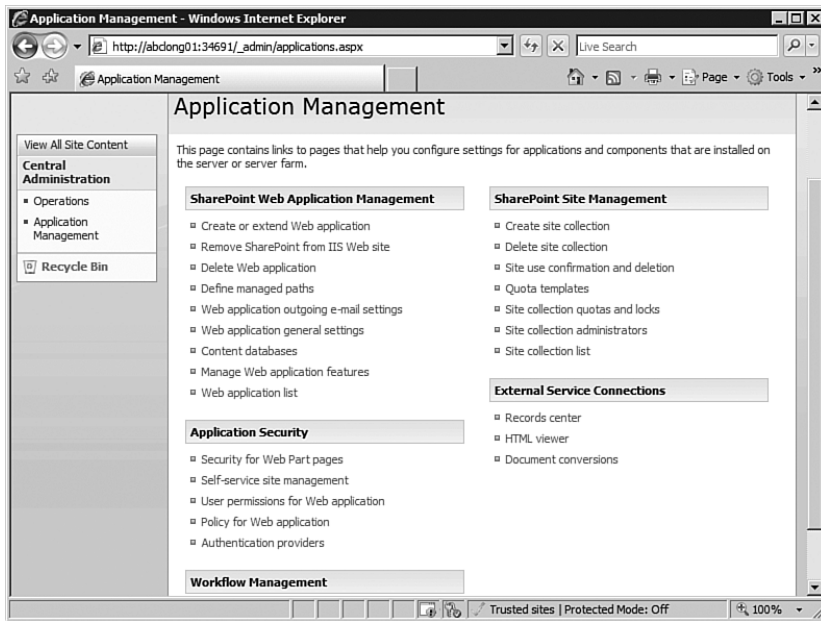 Application Management - Windows Internet Explorer
http://abclong01:34691/_admin/applications.aspx
Live Search
Application Management
Page
Tools
Application Management
This page contains links to pages that help you configure settings for applications and components that are installed on
the server or server farm.
View All Site Content
Central
Administration
Operations
Application
Management
Recycle Bin
SharePoint Web Application Management
Create or extend Web application
Remove SharePoint from IIS Web site
Delete Web application
Define managed paths
Web application outgoing e-mail settings
Web application general settings
Content databases
Manage Web application features
Web application list
Application Security
Security for Web Part pages
Self-service site management
User permissions for Web application
Policy for Web application
Authentication providers
Workflow Management
SharePoint Site Management
Create site collection
Delete site collection
Site use confirmation and deletion
Quota templates
Site collection quotas and locks
Site collection administrators
Site collection list
External Service Connections
Records center
HTML viewer
Document conversions
Trusted sites | Protected Mode: Off
100%